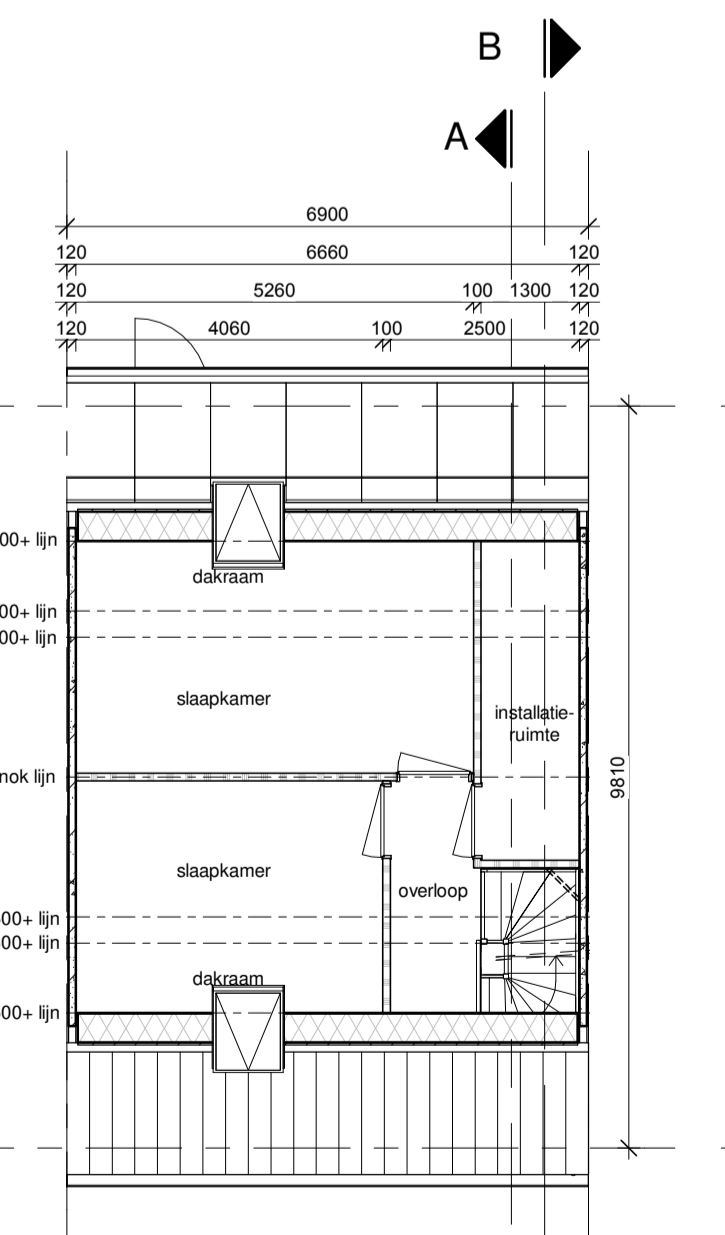 B
A
6900
120 6660 120
120 5260 100 1300 120
120 4060 100 2500 120
00+ lijn
dakraam
00+ lijn
00+ lijn
slaapkamer
installatie-
ruimte
nok lijn
9810
slaapkamer
overloop
00+ lijn
00+ lijn
dakraam
00+ lijn